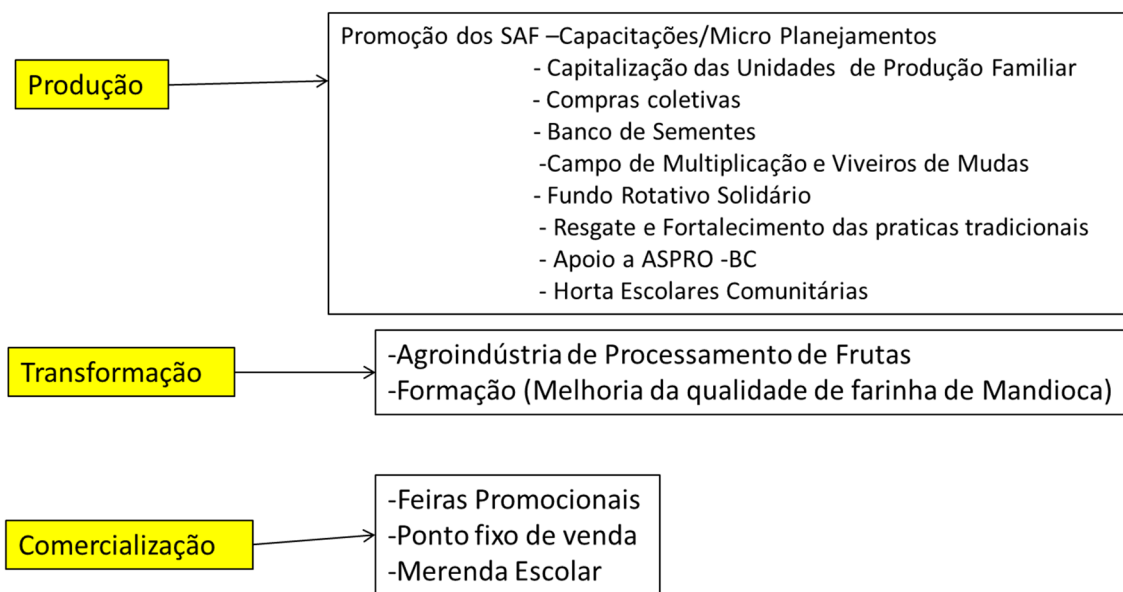 Produção
Promoção dos SAF –Capacitações/Micro Planejamentos
- Capitalização das Unidades de Produção Familiar
- Compras coletivas
- Banco de Sementes
-Campo de Multiplicação e Viveiros de Mudas
- Fundo Rotativo Solidário
- Resgate e Fortalecimento das praticas tradicionais
- Apoio a ASPRO -BC
- Horta Escolares Comunitárias
Transformação
-Agroindústria de Processamento de Frutas
-Formação (Melhoria da qualidade de farinha de Mandioca)
Comercialização
-Feiras Promocionais
-Ponto fixo de venda
-Merenda Escolar